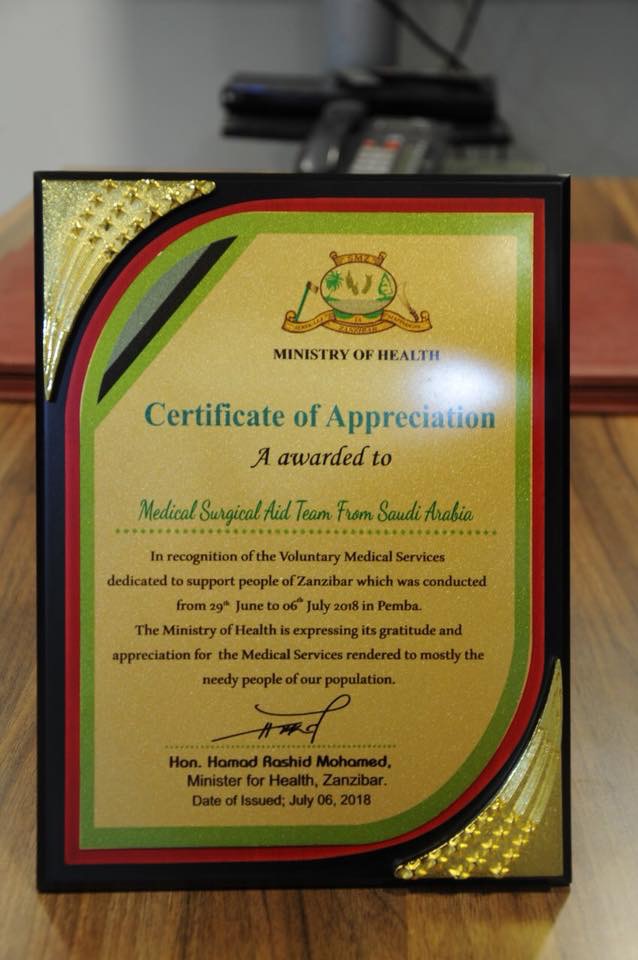 SMZ
ZANZIBAR
MINISTRY OF HEALTH
Certificate of Appreciation
A awarded to
Medical Surgical Aid Team From Saudi Arabia
In recognition of the Voluntary Medical Services
dedicated to support people of Zanzibar which was conducted
from 29th June to 06th July 2018 in Pemba.
The Ministry of Health is expressing its gratitude and
appreciation for the Medical Services rendered to mostly the
needy people of our population.
Hon. Hamad Rashid Mohamed,
Minister for Health, Zanzibar.
Date of Issued; July 06, 2018